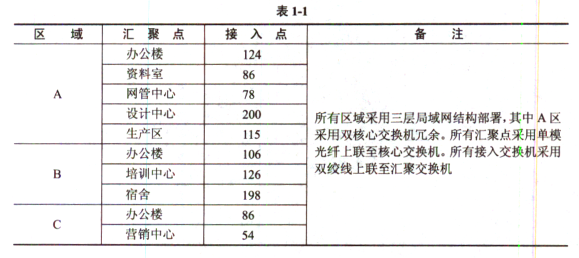 表 1-1
区 域 汇 聚 点 接 入 点 备 注
A
办公楼 124
资料室 86
网管中心 78
设计中心 200
生产区 115
B
办公楼 106
培训中心 126
宿舍 198
C
办公楼 86
营销中心 54
所有区域采用三层局域网结构部署,其中 A 区
采用双核心交换机冗余。所有汇聚点采用单模
光纤上联至核心交换机。所有接入交换机采用
双绞线上联至汇聚交换机